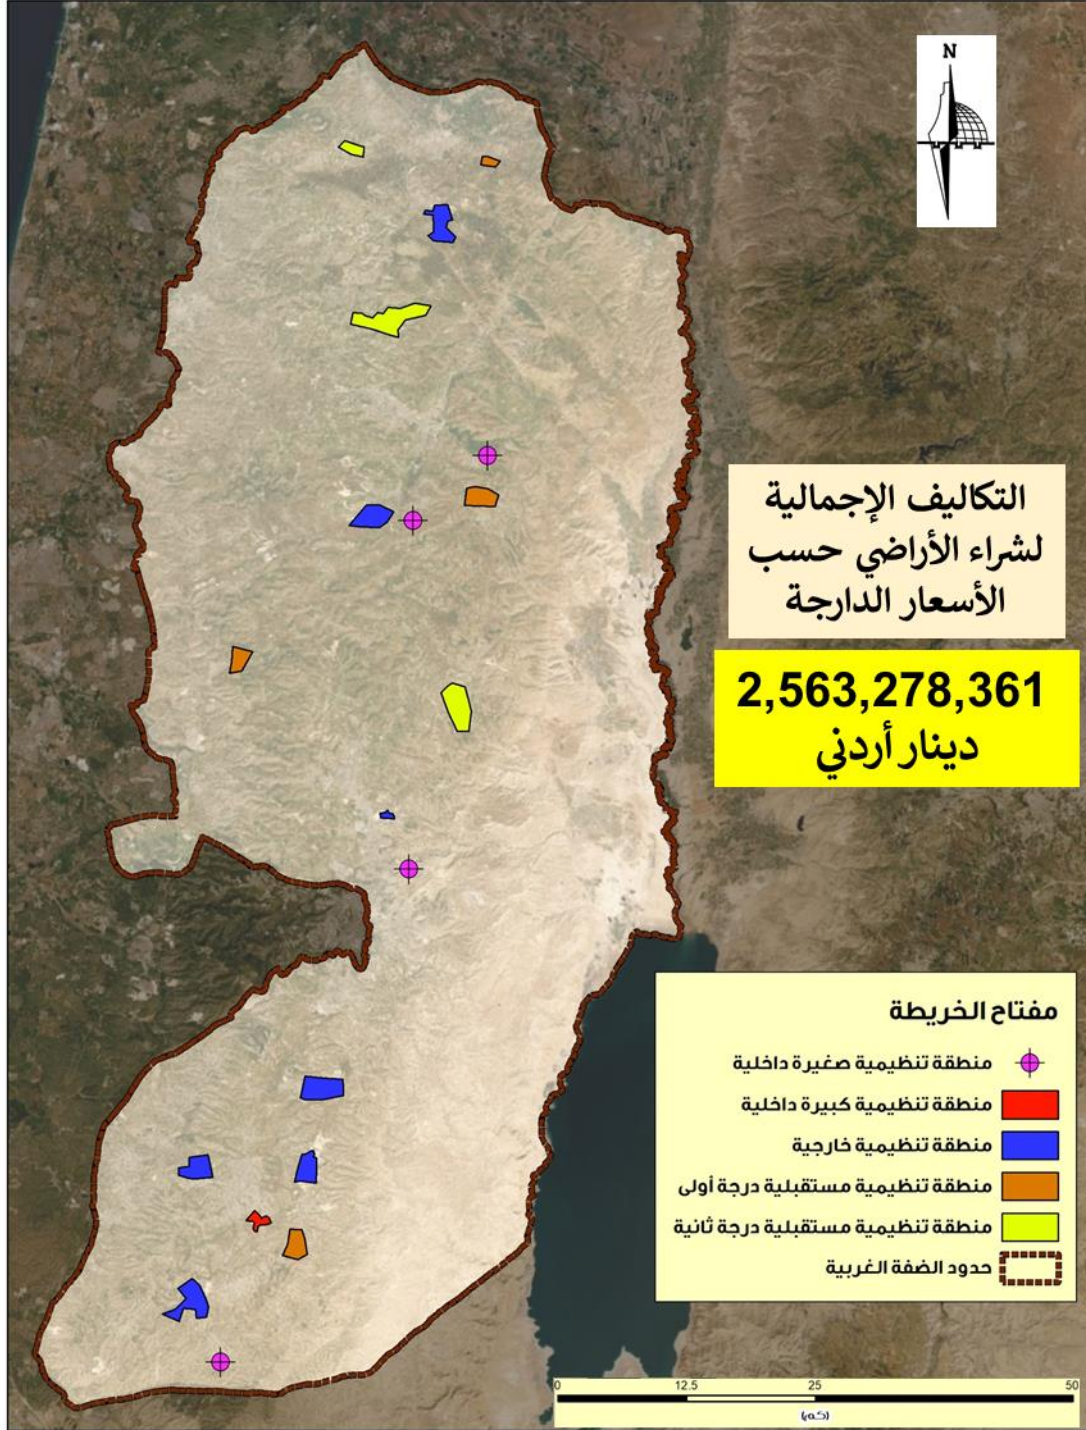 N
التكاليف الإجمالية
لشراء الأراضي حسب
الأسعار الدارجة
2,563,278,361
دينار أردني
مفتاح الخريطة
منطقة تنظيمية صغيرة داخلية
منطقة تنظيمية كبيرة داخلية
منطقة تنظيمية خارجية
منطقة تنظيمية مستقبلية درجة أولى
منطقة تنظيمية مستقبلية درجة ثانية
حدود الضفة الغربية
0 12.5 25 50
(كم)